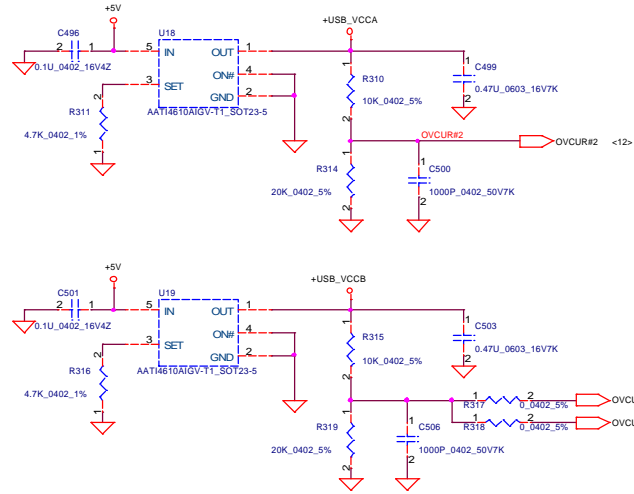 +5V
U18
+USB_VCCA
C496
2 1 5 IN OUT 1
0.1U_0402_16V4Z
ON# 4
3 SET
GND 2
R311
2
4.7K_0402_1%
1
AATI4610AIGV-T1_SOT23-5
1
R310
10K_0402_5%
2
1
C499
0.47U_0603_16V7K
2
OVCUR#2
OVCUR#2 <12>
1
R314
20K_0402_5%
2
1
C500
1000P_0402_50V7K
2
+5V
U19
+USB_VCCB
C501
2 1 5 IN OUT 1
0.1U_0402_16V4Z
ON# 4
3 SET
GND 2
R316
2
4.7K_0402_1%
1
AATI4610AIGV-T1_SOT23-5
1
R315
10K_0402_5%
2
1
C503
0.47U_0603_16V7K
2
1 2 OVCU
R317 0_0402_5%
1 2 OVCU
R318 0_0402_5%
1
R319
20K_0402_5%
2
1
C506
1000P_0402_50V7K
2